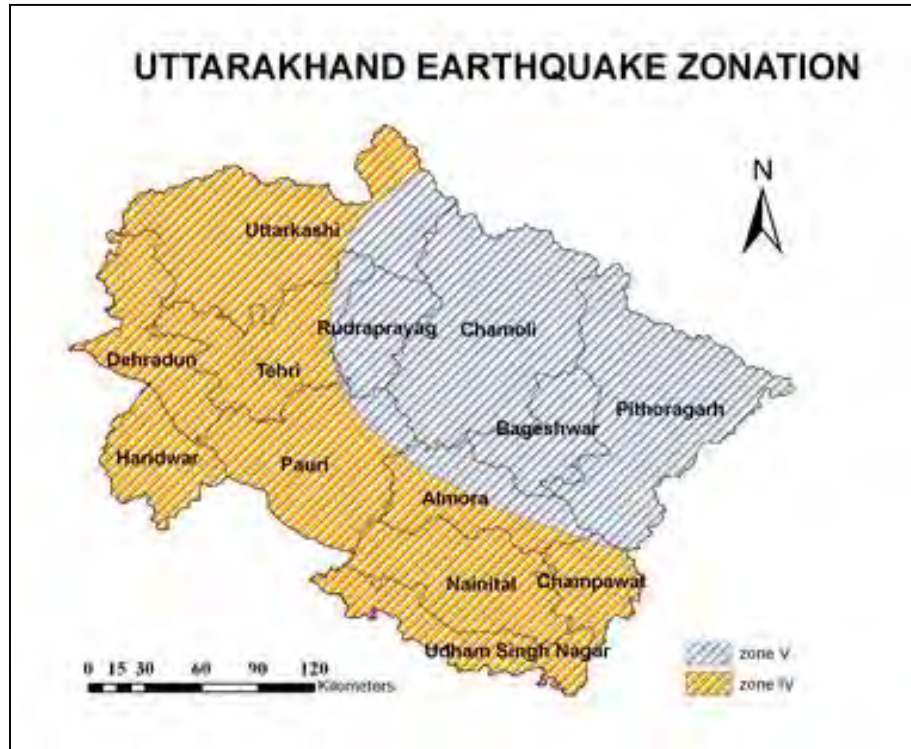 UTTARAKHAND EARTHQUAKE ZONATION
N
Uttarkashi
Rudraprayag
Chamoli
Dehradun
Tehri
Pithoragarh
Bageshwar
Haridwar
Pauri
Almora
Nainital
Champawat
Udham Singh Nagar
zone V
zone IV
0 15 30 60 90 120
Kilometers